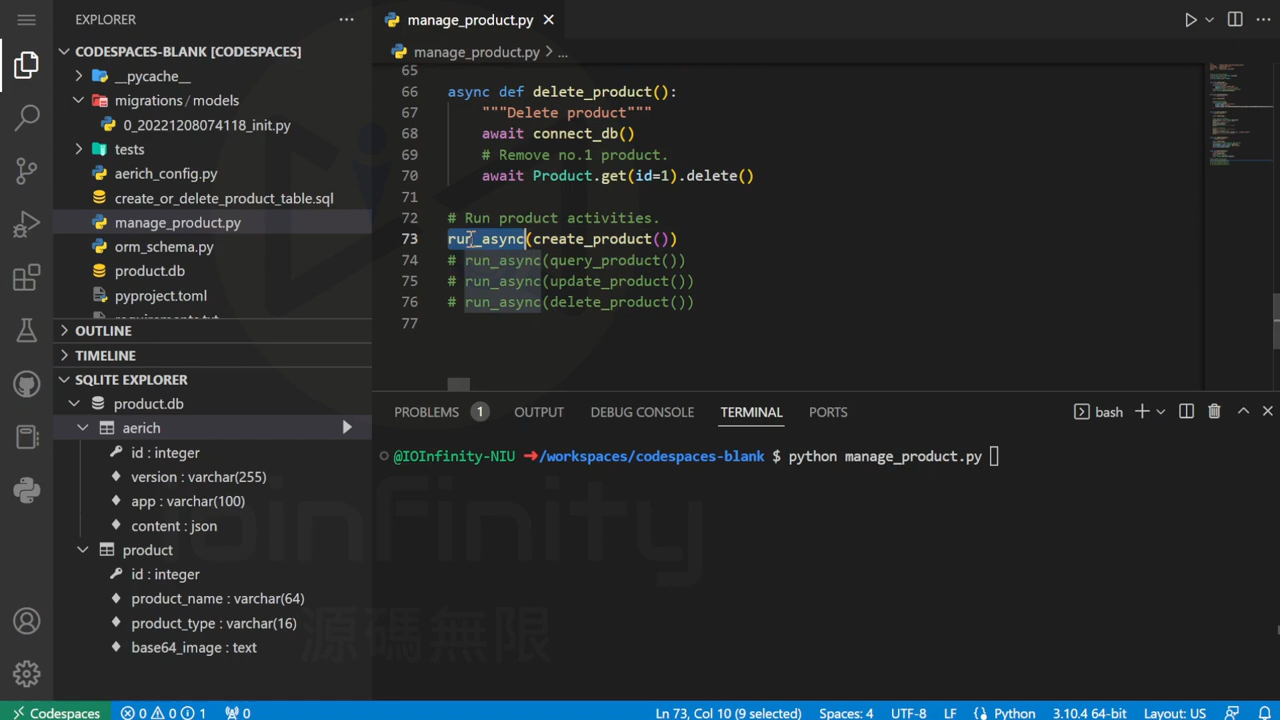 EXPLORER
CODESPACES-BLANK [CODESPACES]
__pycache__
migrations / models
0_20221208074118_init.py
tests
aerich_config.py
create_or_delete_product_table.sql
manage_product.py
orm_schema.py
product.db
pyproject.toml
requirements.txt
OUTLINE
TIMELINE
SQLITE EXPLORER
product.db
aerich
id : integer
version : varchar(255)
app : varchar(100)
content : json
product
id : integer
product_name : varchar(64)
product_type : varchar(16)
base64_image : text
manage_product.py
manage_product.py > ...
65
66 async def delete_product():
67 """Delete product"""
68 await connect_db()
69 # Remove no.1 product.
70 await Product.get(id=1).delete()
71
72 # Run product activities.
73 run_async(create_product())
74 # run_async(query_product())
75 # run_async(update_product())
76 # run_async(delete_product())
77
PROBLEMS 1 OUTPUT DEBUG CONSOLE TERMINAL PORTS bash
@IOInfinity-NIU ➜/workspaces/codespaces-blank $ python manage_product.py
ioinfinity
源碼無限
Codespaces 0 0 1 0 Ln 73, Col 10 (9 selected) Spaces: 4 UTF-8 LF Python 3.10.4 64-bit Layout: US